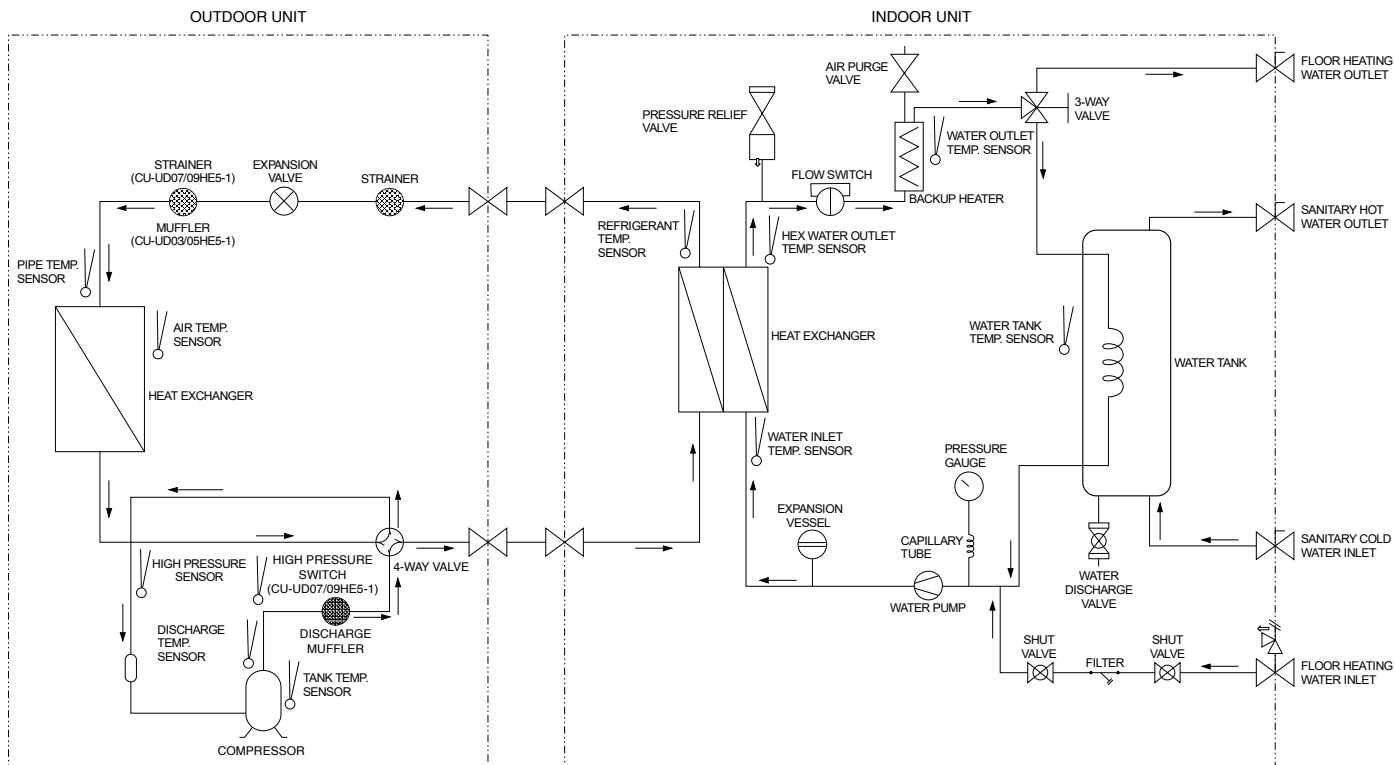 OUTDOOR UNIT
INDOOR UNIT
AIR PURGE
VALVE
FLOOR HEATING
WATER OUTLET
PRESSURE RELIEF
VALVE
3-WAY
VALVE
WATER OUTLET
TEMP. SENSOR
STRAINER
(CU-UD07/09HE5-1)
EXPANSION
VALVE
STRAINER
FLOW SWITCH
BACKUP HEATER
MUFFLER
(CU-UD03/05HE5-1)
REFRIGERANT
TEMP.
SENSOR
HEX WATER OUTLET
TEMP. SENSOR
SANITARY HOT
WATER OUTLET
PIPE TEMP.
SENSOR
AIR TEMP.
SENSOR
HEAT EXCHANGER
HEAT EXCHANGER
WATER TANK
TEMP. SENSOR
WATER TANK
WATER INLET
TEMP. SENSOR
PRESSURE
GAUGE
EXPANSION
VESSEL
CAPILLARY
TUBE
SANITARY COLD
WATER INLET
HIGH PRESSURE
SENSOR
HIGH PRESSURE
SWITCH
(CU-UD07/09HE5-1)
4-WAY VALVE
WATER PUMP
WATER
DISCHARGE
VALVE
DISCHARGE
TEMP.
SENSOR
DISCHARGE
MUFFLER
TANK TEMP.
SENSOR
COMPRESSOR
SHUT
VALVE
FILTER
SHUT
VALVE
FLOOR HEATING
WATER INLET